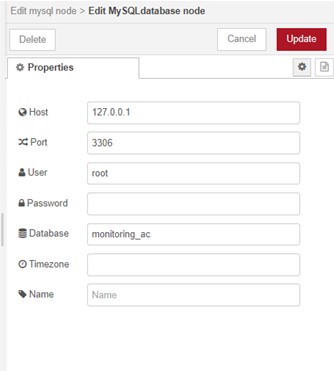 Edit mysql node > Edit MySQLdatabase node
Delete
Cancel
Update
Properties
Host
127.0.0.1
Port
3306
User
root
Password
Database
monitoring_ac
Timezone
Name
Name